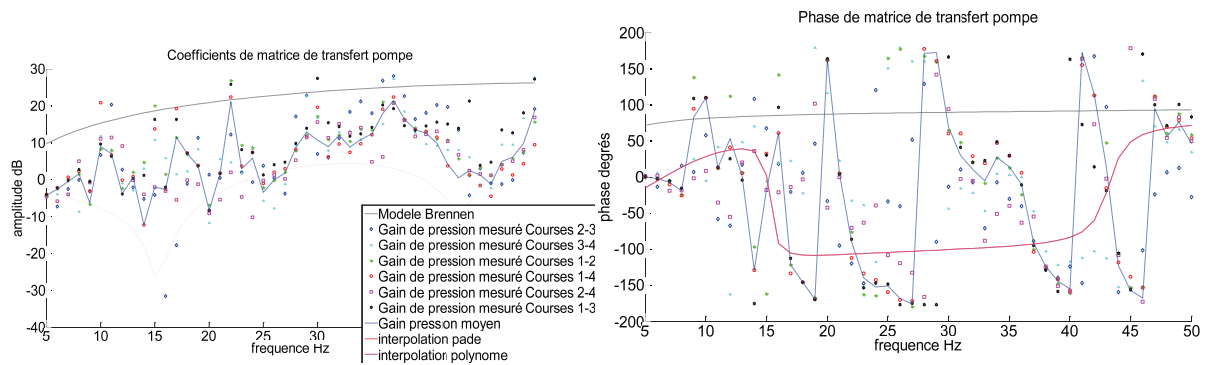 Coefficients de matrice de transfert pompe
amplitude dB
30
20
10
0
-10
-20
-30
-40
5 10 15 20 25 30
frequence Hz
Modele Brennen
Gain de pression mesuré Courses 2-3
Gain de pression mesuré Courses 3-4
Gain de pression mesuré Courses 1-2
Gain de pression mesuré Courses 1-4
Gain de pression mesuré Courses 2-4
Gain de pression mesuré Courses 1-3
Gain pression moyen
interpolation pade
interpolation polynome
Phase de matrice de transfert pompe
phase degrés
200
150
100
50
0
-50
-100
-150
-200
5 10 15 20 25 30 35 40 45 50
frequence Hz